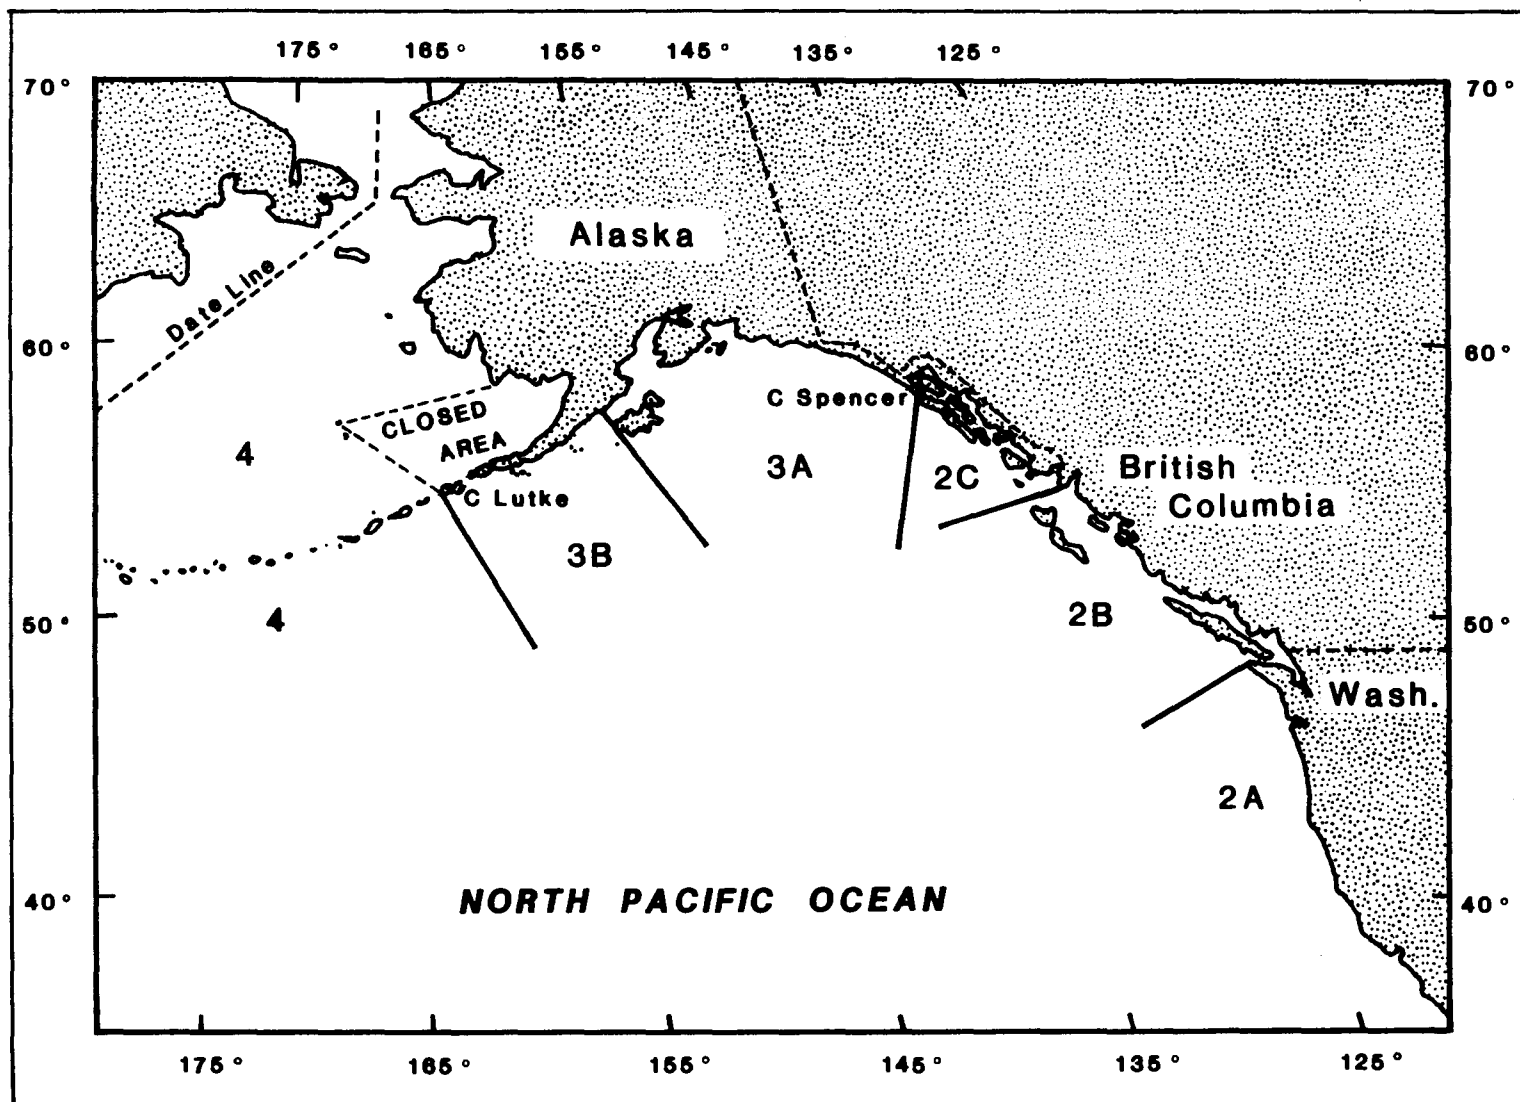 175° 165° 155° 145° 135° 125°
70° 70°
Alaska
Date Line
60° 60°
C Spencer
CLOSED
AREA
4
3A
British
2C
Columbia
C Lutke
3B
4
50° 2B 50°
Wash.
2A
40° NORTH PACIFIC OCEAN 40°
175° 165° 155° 145° 135° 125°